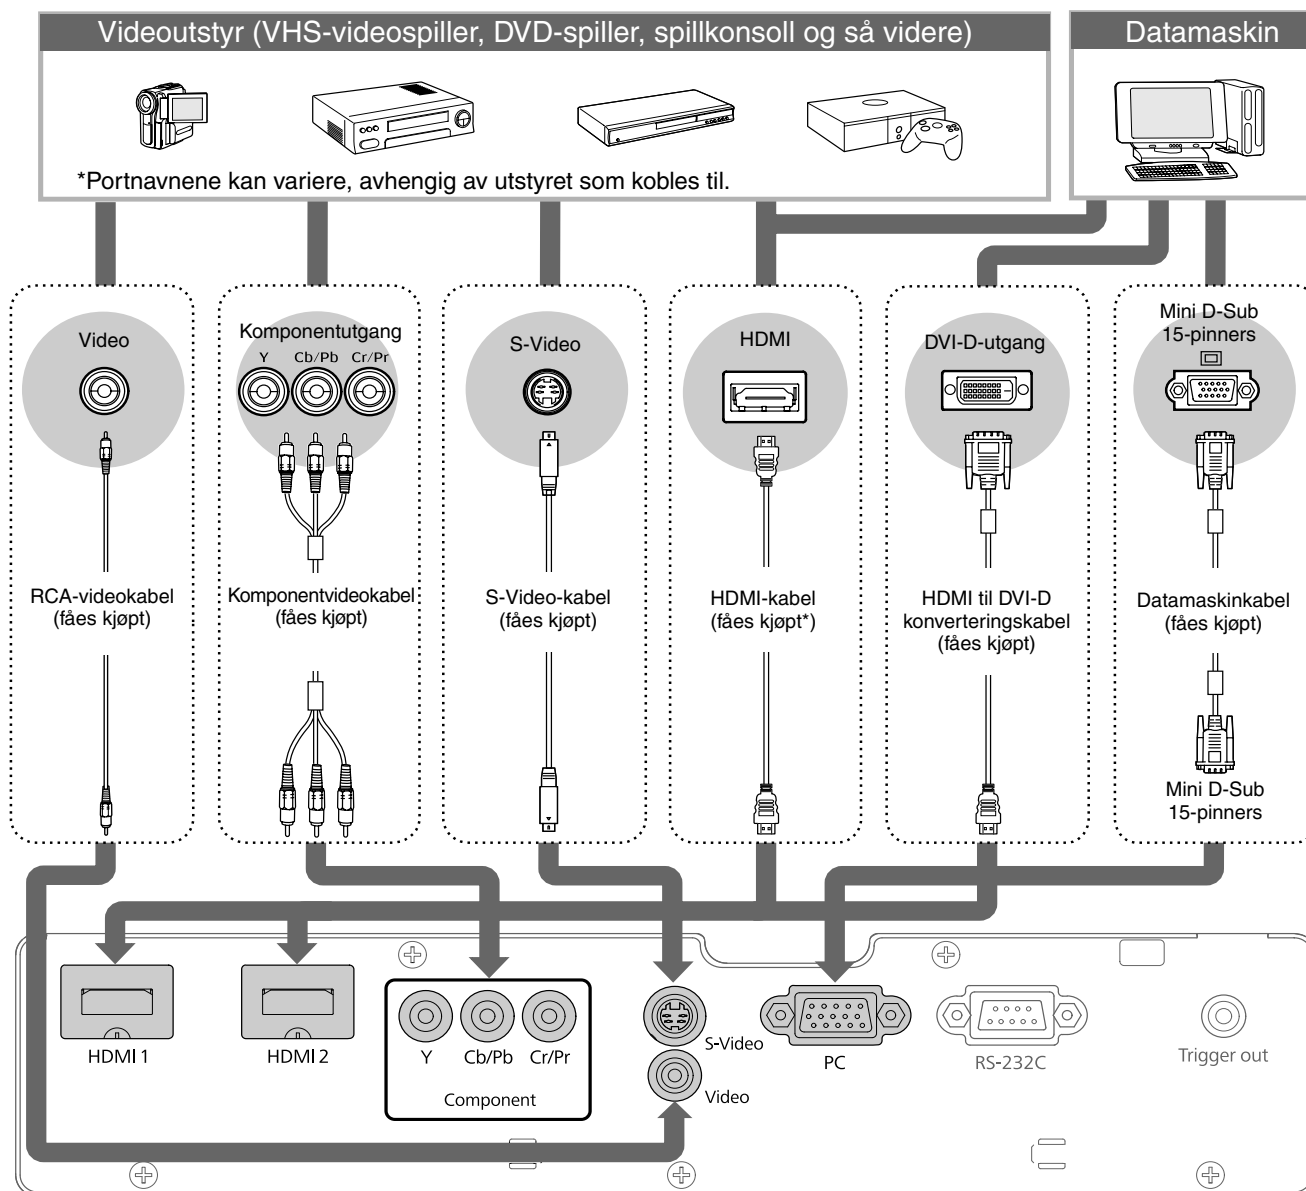 Videoutstyr (VHS-videospiller, DVD-spiller, spillkonsoll og så videre)
Datamaskin
*Portnavnene kan variere, avhengig av utstyret som kobles til.
Video
Komponentutgang
Y Cb/Pb Cr/Pr
S-Video
HDMI
DVI-D-utgang
Mini D-Sub
15-pinners
RCA-videokabel
(fåes kjøpt)
Komponentvideokabel
(fåes kjøpt)
S-Video-kabel
(fåes kjøpt)
HDMI-kabel
(fåes kjøpt*)
HDMI til DVI-D
konverteringskabel
(fåes kjøpt)
Datamaskinkabel
(fåes kjøpt)
Mini D-Sub
15-pinners
HDMI 1
HDMI 2
Y Cb/Pb Cr/Pr
Component
S-Video
Video
PC
RS-232C
Trigger out